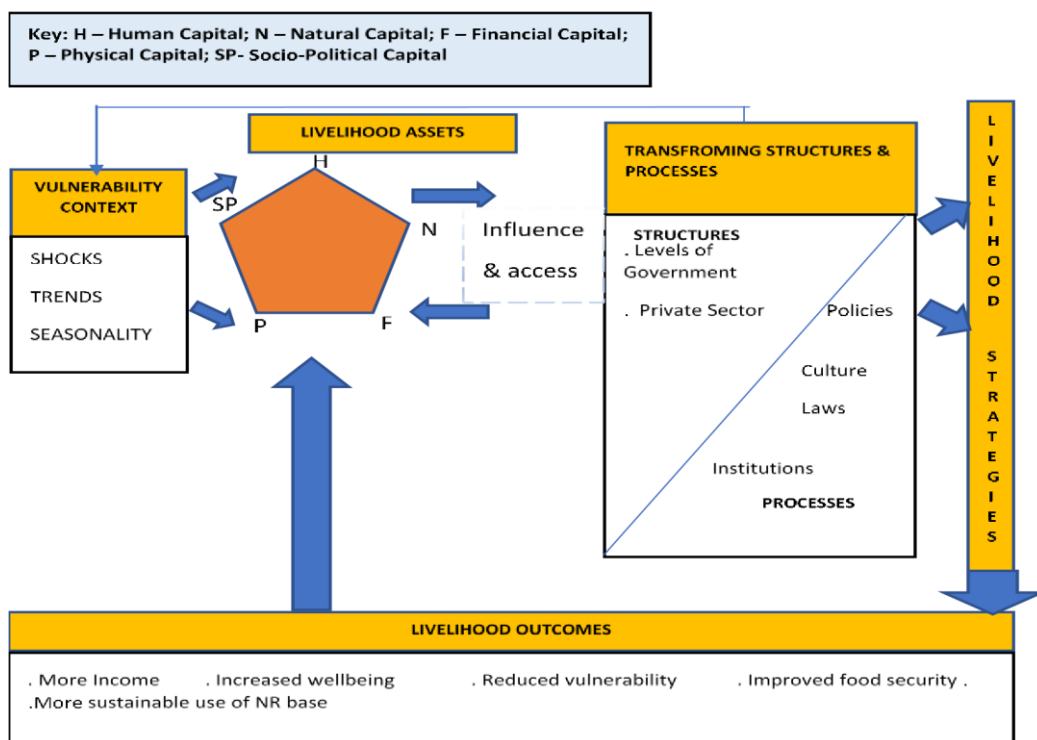 Key: H – Human Capital; N – Natural Capital; F – Financial Capital;
P – Physical Capital; SP- Socio-Political Capital
LIVELIHOOD ASSETS
H
SP
N
P
F
VULNERABILITY
CONTEXT
SHOCKS
TRENDS
SEASONALITY
Influence
& access
TRANSFROMING STRUCTURES &
PROCESSES
STRUCTURES
. Levels of
Government
. Private Sector
Policies
Culture
Laws
Institutions
PROCESSES
LIVELIHOOD STRATEGIES
LIVELIHOOD OUTCOMES
. More Income . Increased wellbeing . Reduced vulnerability . Improved food security .
.More sustainable use of NR base